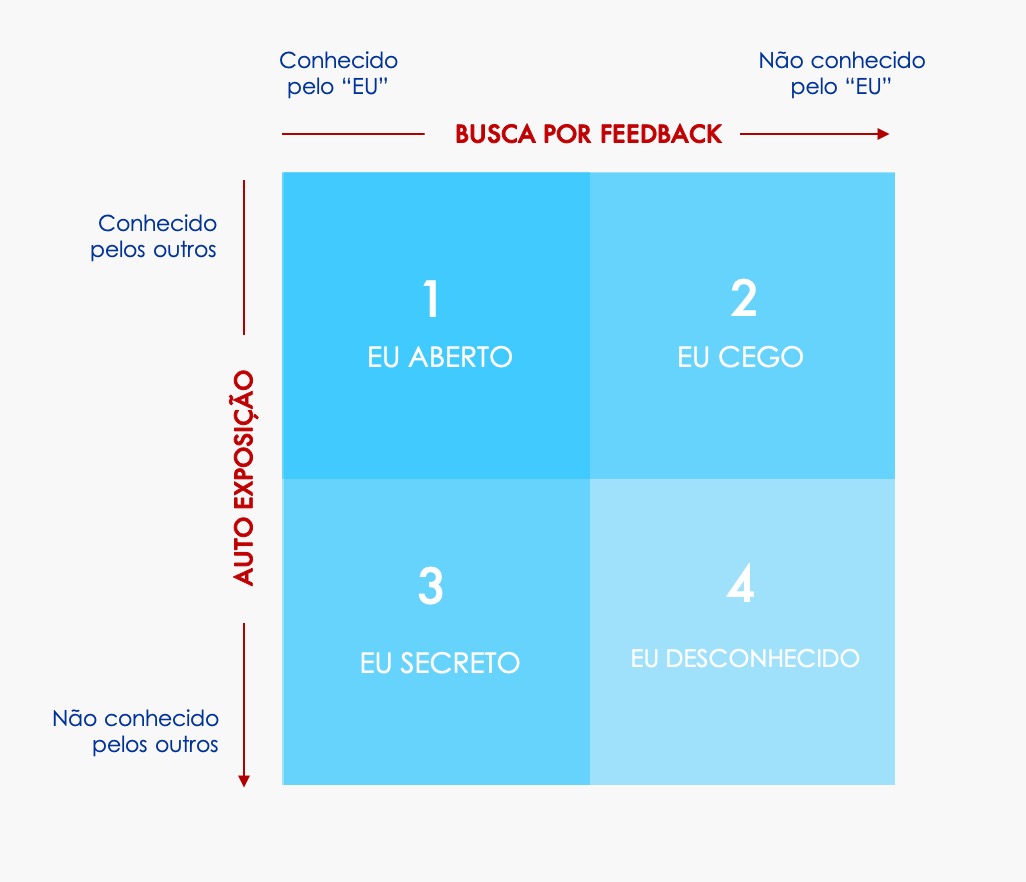 Conhecido
pelo “EU”
Não conhecido
pelo “EU”
BUSCA POR FEEDBACK
Conhecido
pelos outros
AUTO EXPOSIÇÃO
Não conhecido
pelos outros
1
EU ABERTO
2
EU CEGO
3
EU SECRETO
4
EU DESCONHECIDO